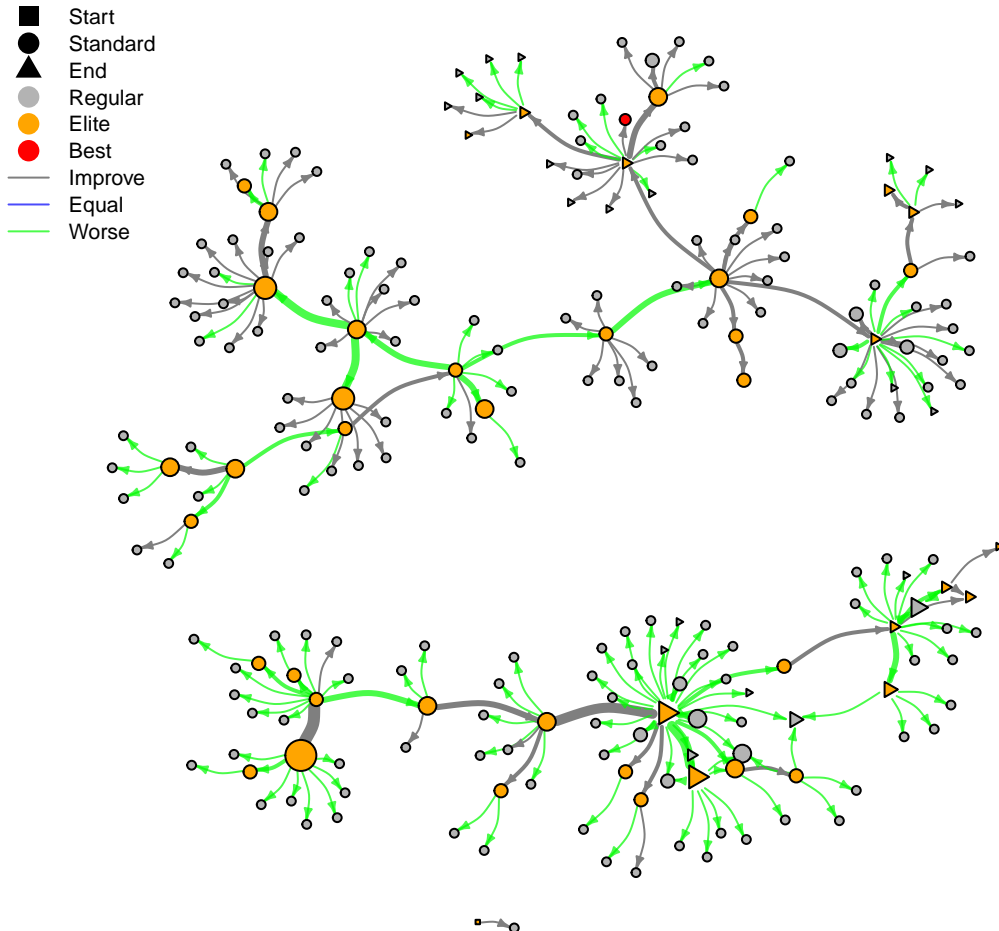 Start
Standard
End
Regular
Elite
Best
Improve
Equal
Worse